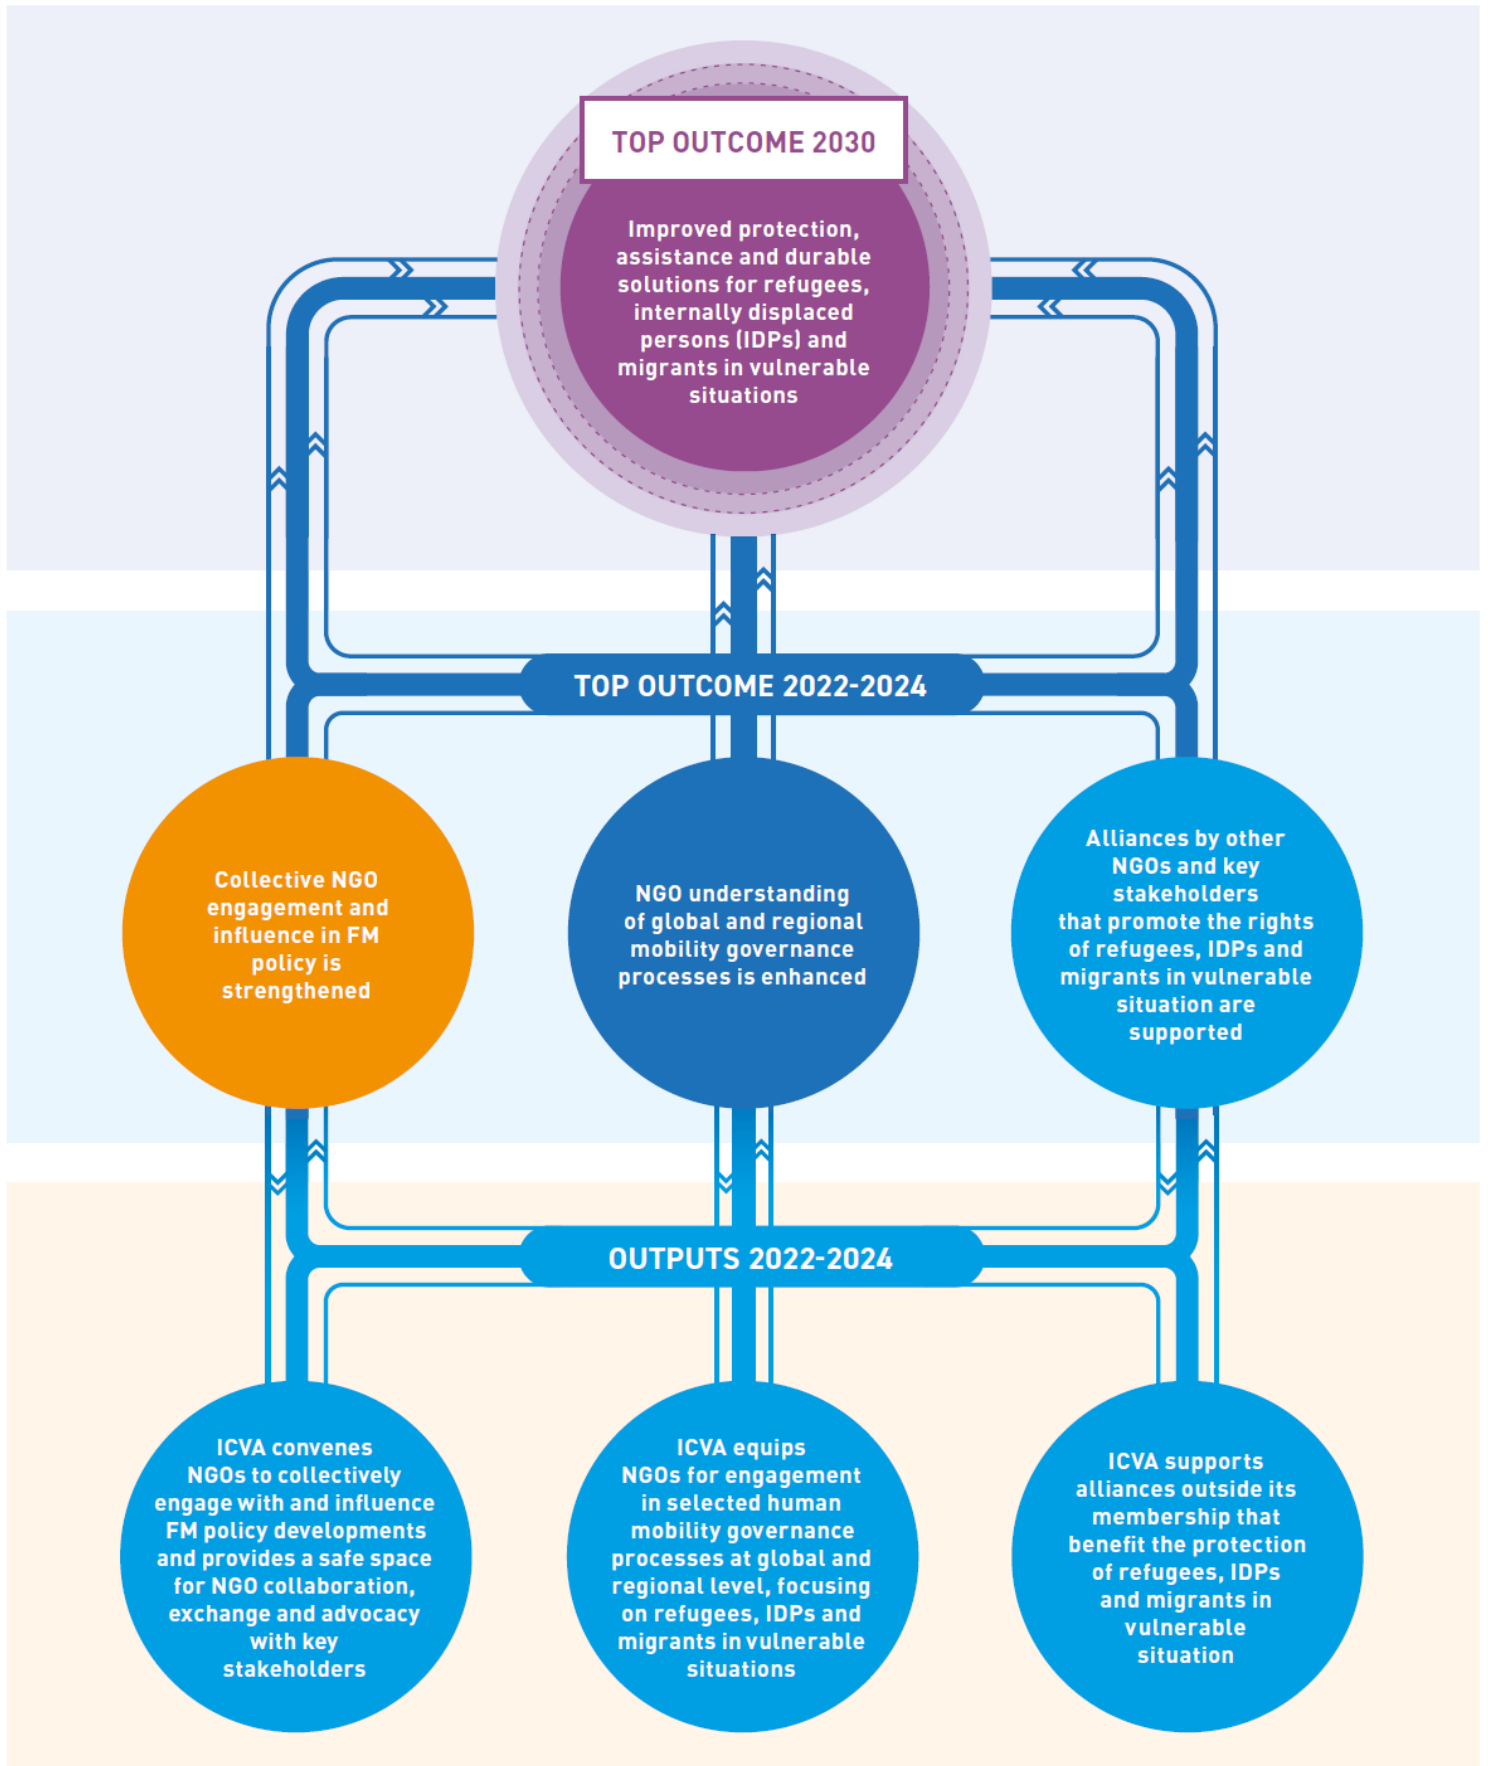 TOP OUTCOME 2030
Improved protection,
assistance and durable
solutions for refugees,
internally displaced
persons (IDPs) and
migrants in vulnerable
situations
TOP OUTCOME 2022-2024
Collective NGO
engagement and
influence in FM
policy is
strengthened
NGO understanding
of global and regional
mobility governance
processes is enhanced
Alliances by other
NGOs and key
stakeholders
that promote the rights
of refugees, IDPs and
migrants in vulnerable
situation are
supported
OUTPUTS 2022-2024
ICVA convenes
NGOs to collectively
engage with and influence
FM policy developments
and provides a safe space
for NGO collaboration,
exchange and advocacy
with key
stakeholders
ICVA equips
NGOs for engagement
in selected human
mobility governance
processes at global and
regional level, focusing
on refugees, IDPs and
migrants in vulnerable
situations
ICVA supports
alliances outside its
membership that
benefit the protection
of refugees, IDPs
and migrants in
vulnerable
situation